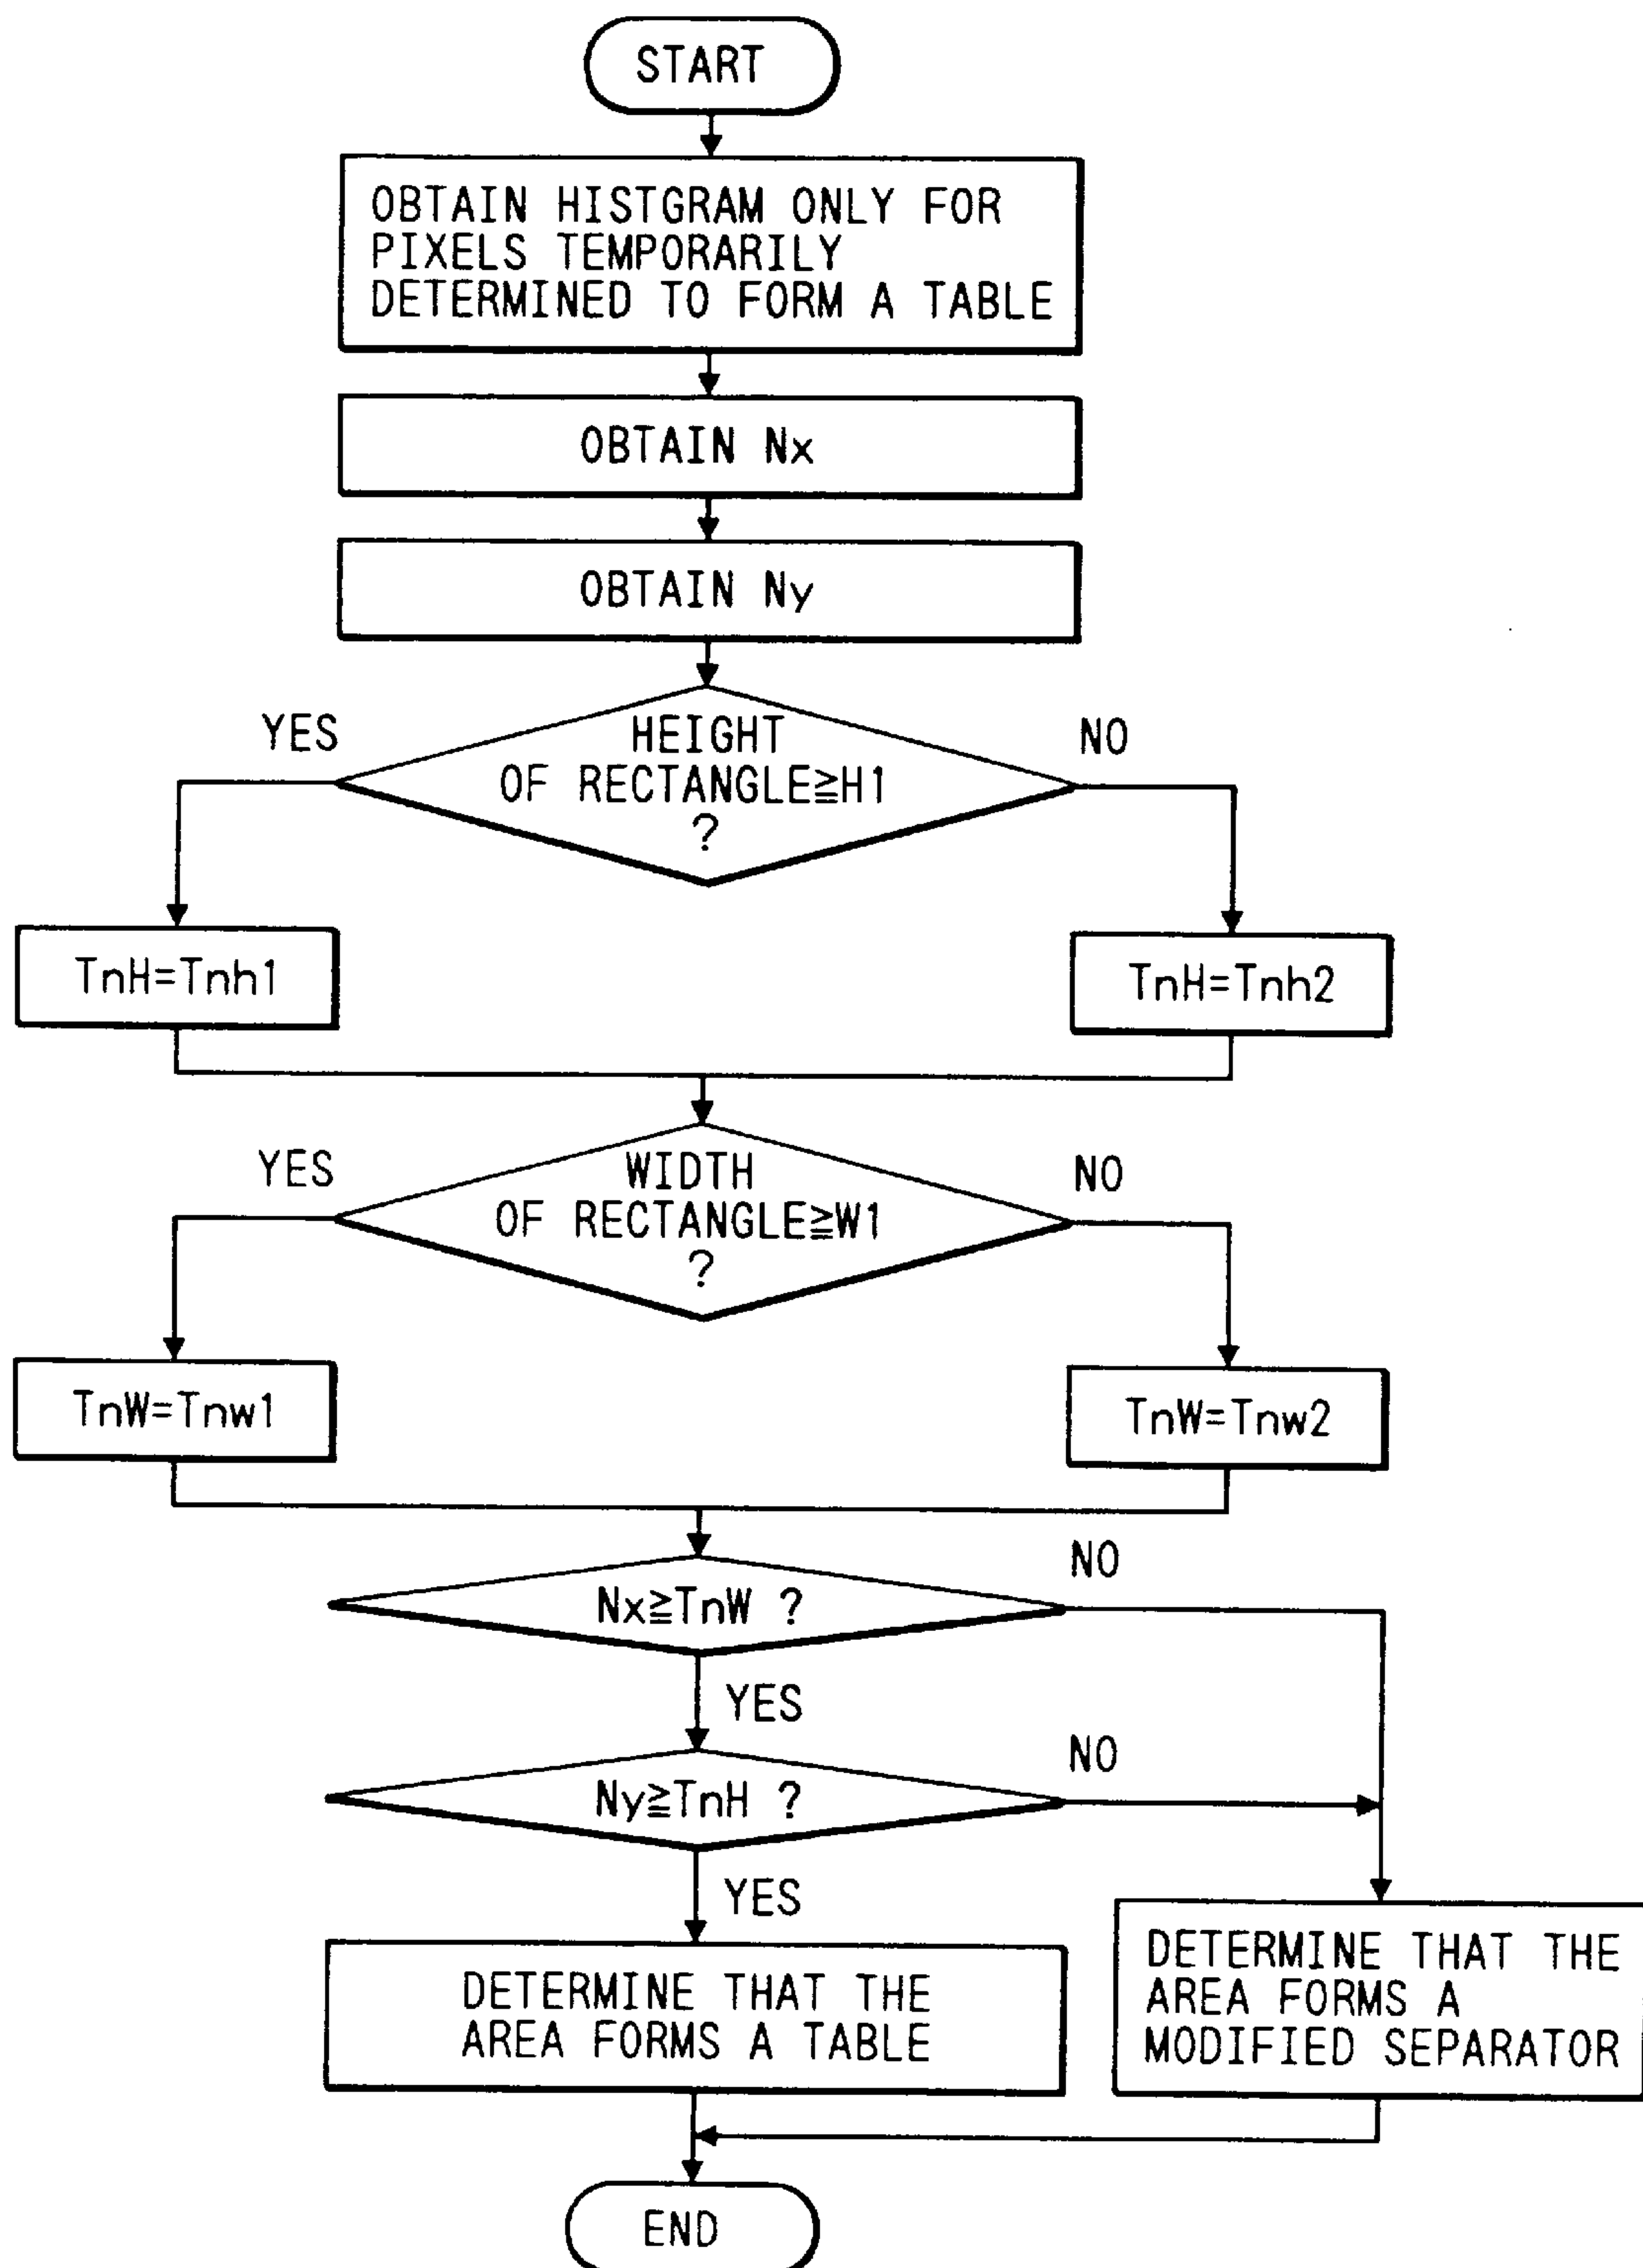 START
OBTAIN HISTGRAM ONLY FOR
PIXELS TEMPORARILY
DETERMINED TO FORM A TABLE
OBTAIN Nx
OBTAIN Ny
HEIGHT
OF RECTANGLE≧H1
?
YES
NO
TnH=Tnh1
TnH=Tnh2
WIDTH
OF RECTANGLE≧W1
?
YES
NO
TnW=Tnw1
TnW=Tnw2
Nx≧TnW ?
NO
YES
Ny≧TnH ?
NO
YES
DETERMINE THAT THE
AREA FORMS A TABLE
DETERMINE THAT THE
AREA FORMS A
MODIFIED SEPARATOR
END